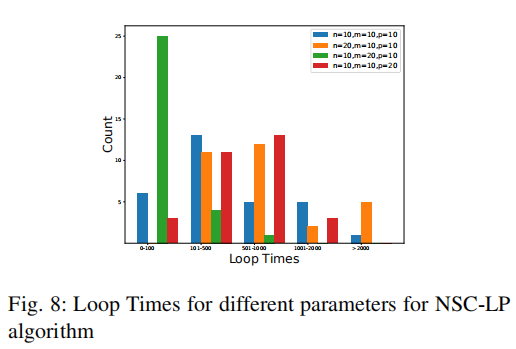 n=10,m=10,p=10
n=20,m=10,p=10
n=10,m=20,p=10
n=10,m=10,p=20
Count
25
20
15
10
5
0-100 101-500 501-1000 1001-2000 >2000
Loop Times
Fig. 8: Loop Times for different parameters for NSC-LP
algorithm